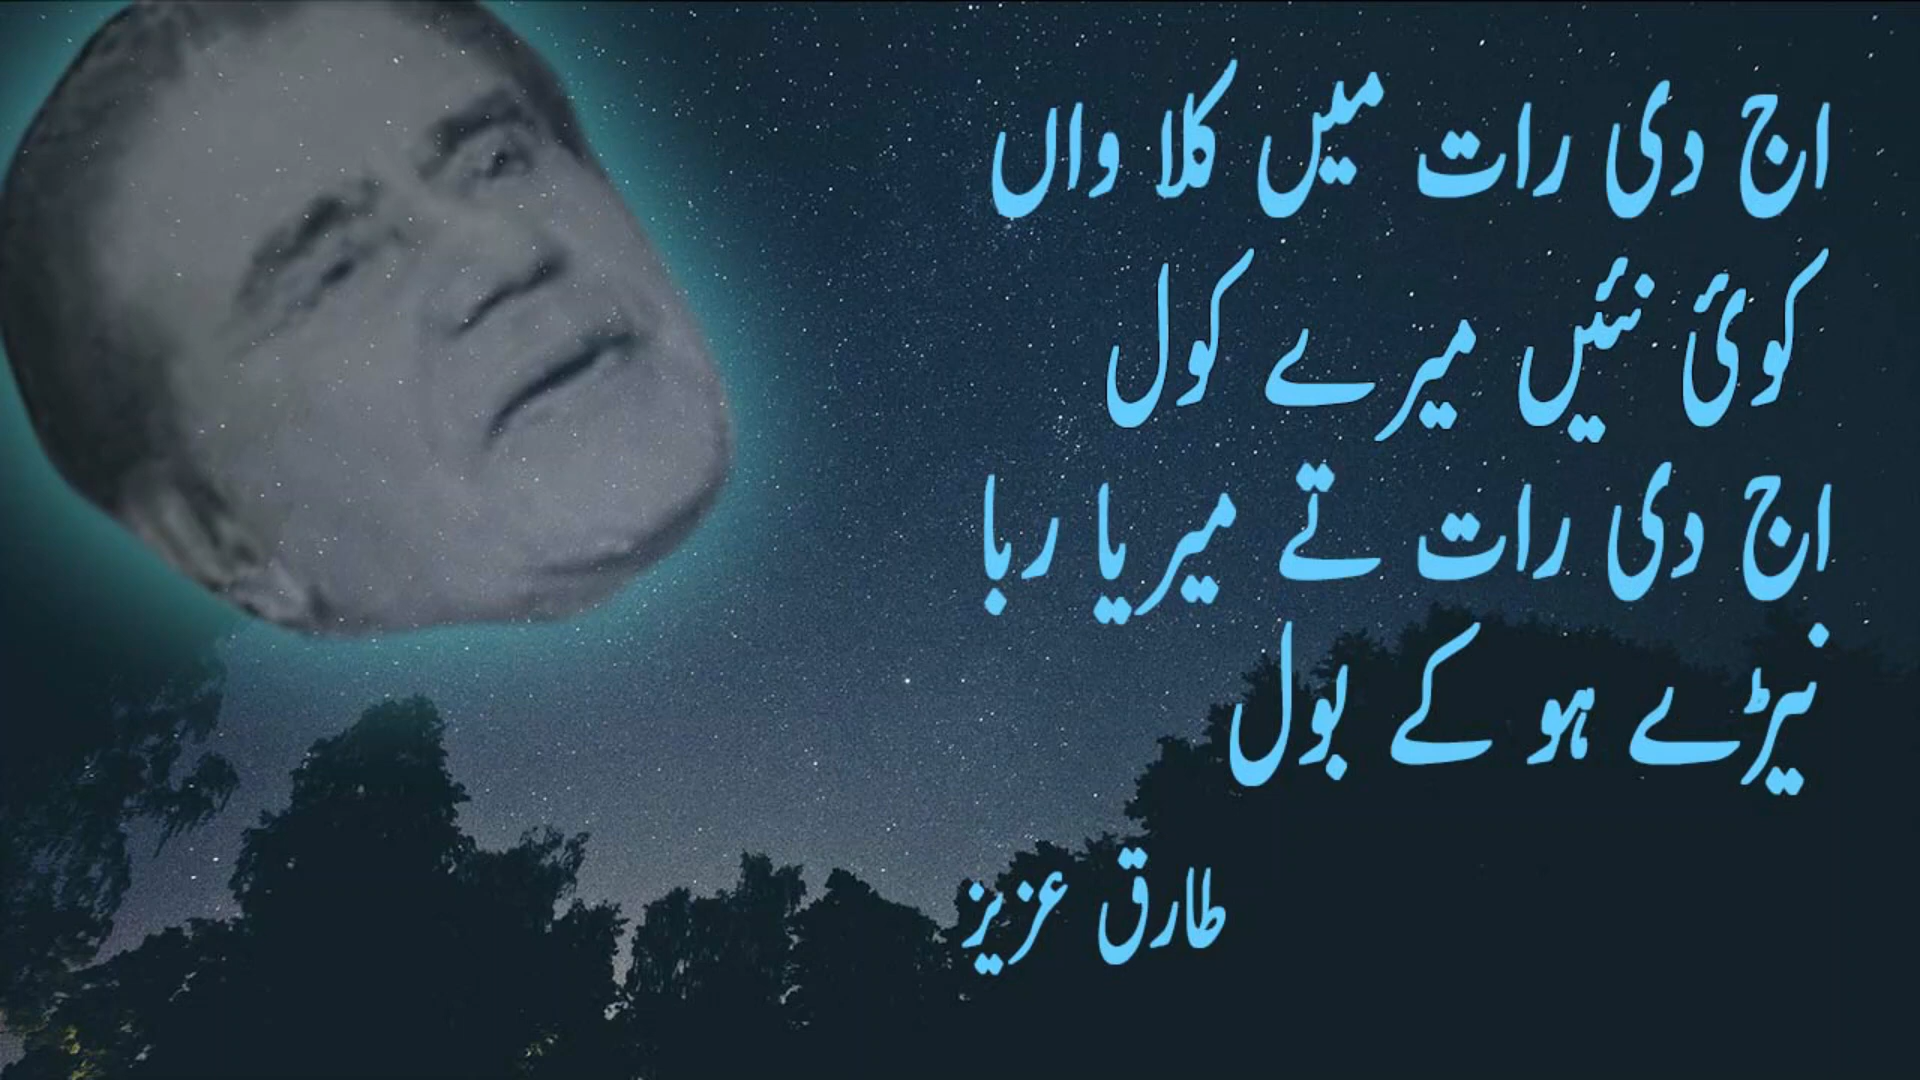 اج دی رات میں کلا واں
کوئ نئیں میرے کول
اج دی رات تے میریا ربا
نیڑے ہو کے بول
طارق عزیز